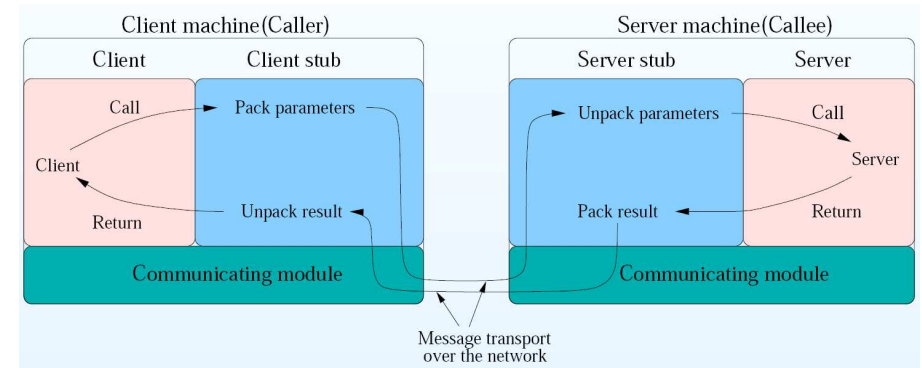 Client machine(Caller)
Server machine(Callee)
Client
Client stub
Server stub
Server
Call
Pack parameters
Unpack parameters
Call
Client
Server
Return
Unpack result
Pack result
Return
Communicating module
Communicating module
Message transport
over the network